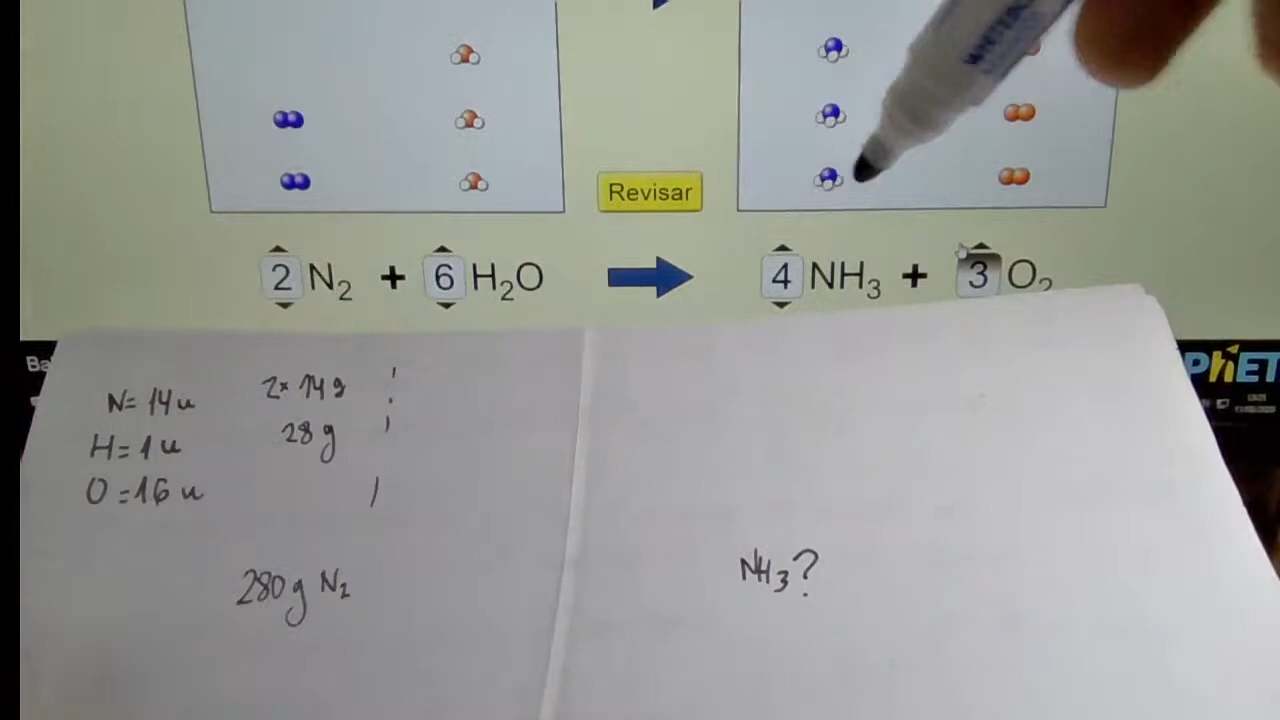 Revisar
2 N₂ + 6 H₂O 4 NH₃ + 3 O₂
Ba
PhET
N = 14 u
H = 1 u
O = 16 u
2 × 14 g
28 g
280 g N₂
NH₃?